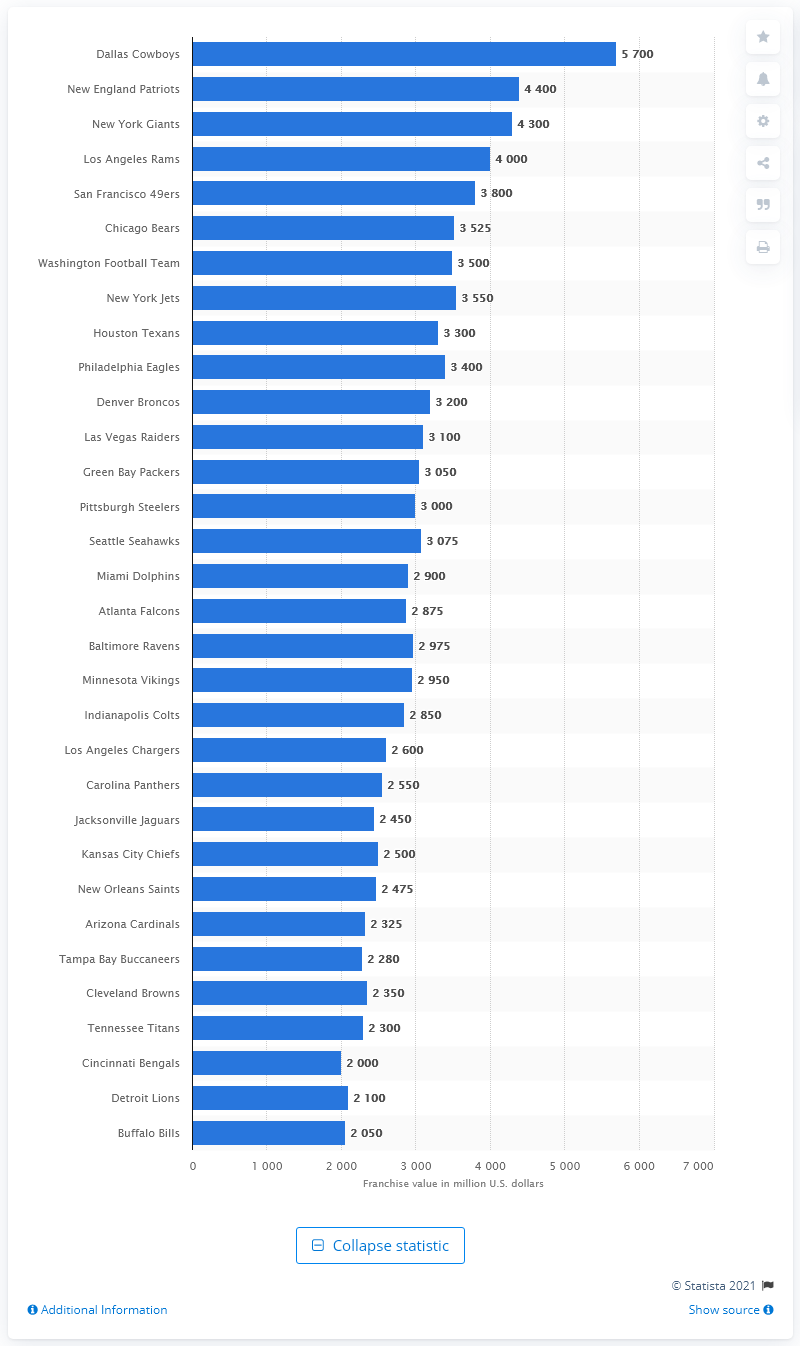 Dallas Cowboys 5 700
New England Patriots 4 400
New York Giants 4 300
Los Angeles Rams 4 000
San Francisco 49ers 3 800
Chicago Bears 3 525
Washington Football Team 3 500
New York Jets 3 550
Houston Texans 3 300
Philadelphia Eagles 3 400
Denver Broncos 3 200
Las Vegas Raiders 3 100
Green Bay Packers 3 050
Pittsburgh Steelers 3 000
Seattle Seahawks 3 075
Miami Dolphins 2 900
Atlanta Falcons 2 875
Baltimore Ravens 2 975
Minnesota Vikings 2 950
Indianapolis Colts 2 850
Los Angeles Chargers 2 600
Carolina Panthers 2 550
Jacksonville Jaguars 2 450
Kansas City Chiefs 2 500
New Orleans Saints 2 475
Arizona Cardinals 2 325
Tampa Bay Buccaneers 2 280
Cleveland Browns 2 350
Tennessee Titans 2 300
Cincinnati Bengals 2 000
Detroit Lions 2 100
Buffalo Bills 2 050
0 1 000 2 000 3 000 4 000 5 000 6 000 7 000
Franchise value in million U.S. dollars
Collapse statistic
© Statista 2021
Additional Information Show source